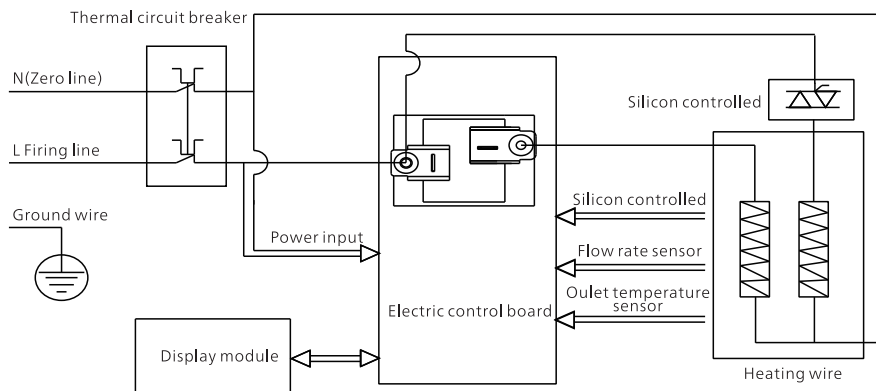 Thermal circuit breaker
N(Zero line)
Silicon controlled
L Firing line
Silicon controlled
Ground wire
Power input
Flow rate sensor
Oulet temperature
sensor
Electric control board
Display module
Heating wire